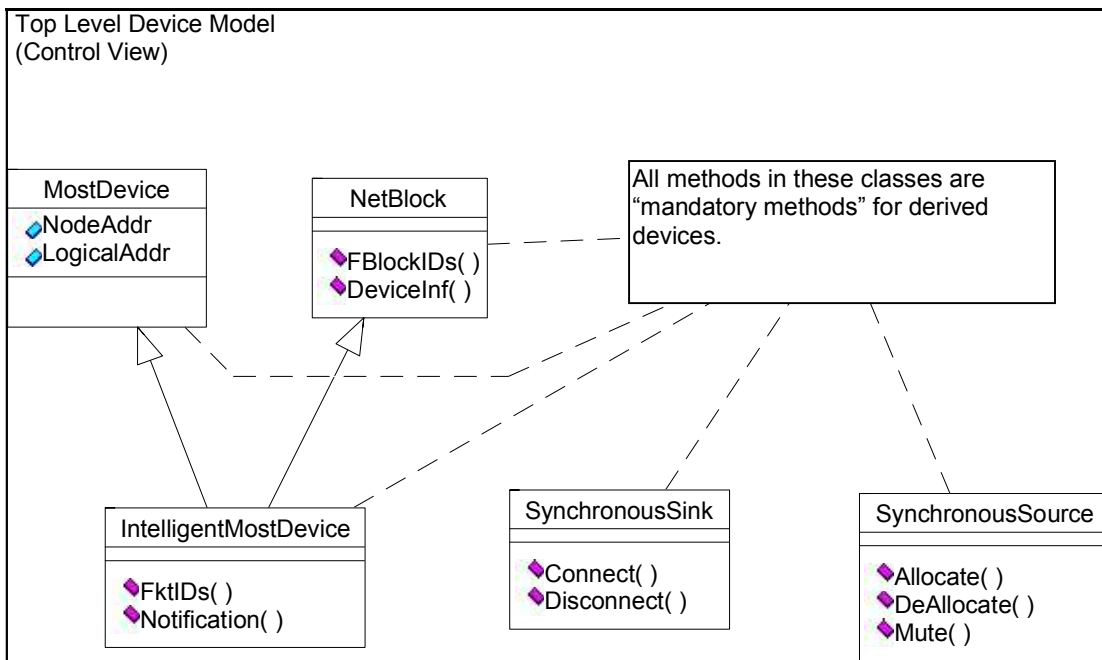 Top Level Device Model
(Control View)
MostDevice
NodeAddr
LogicalAddr
NetBlock
FBlockIDs( )
DeviceInf( )
All methods in these classes are
“mandatory methods” for derived
devices.
IntelligentMostDevice
FktIDs( )
Notification( )
SynchronousSink
Connect( )
Disconnect( )
SynchronousSource
Allocate( )
DeAllocate( )
Mute( )